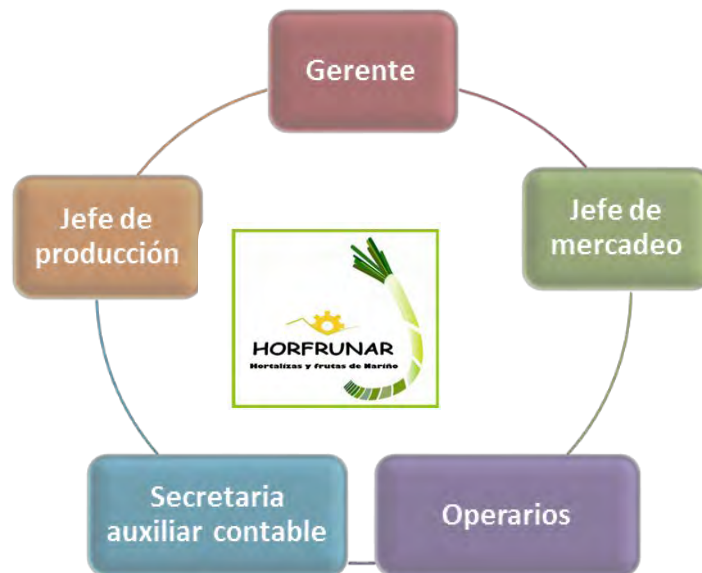 Gerente
Jefe de
producción
Jefe de
mercadeo
HORFRUNAR
Hortalizas y frutas de Nariño
Secretaria
auxiliar contable
Operarios